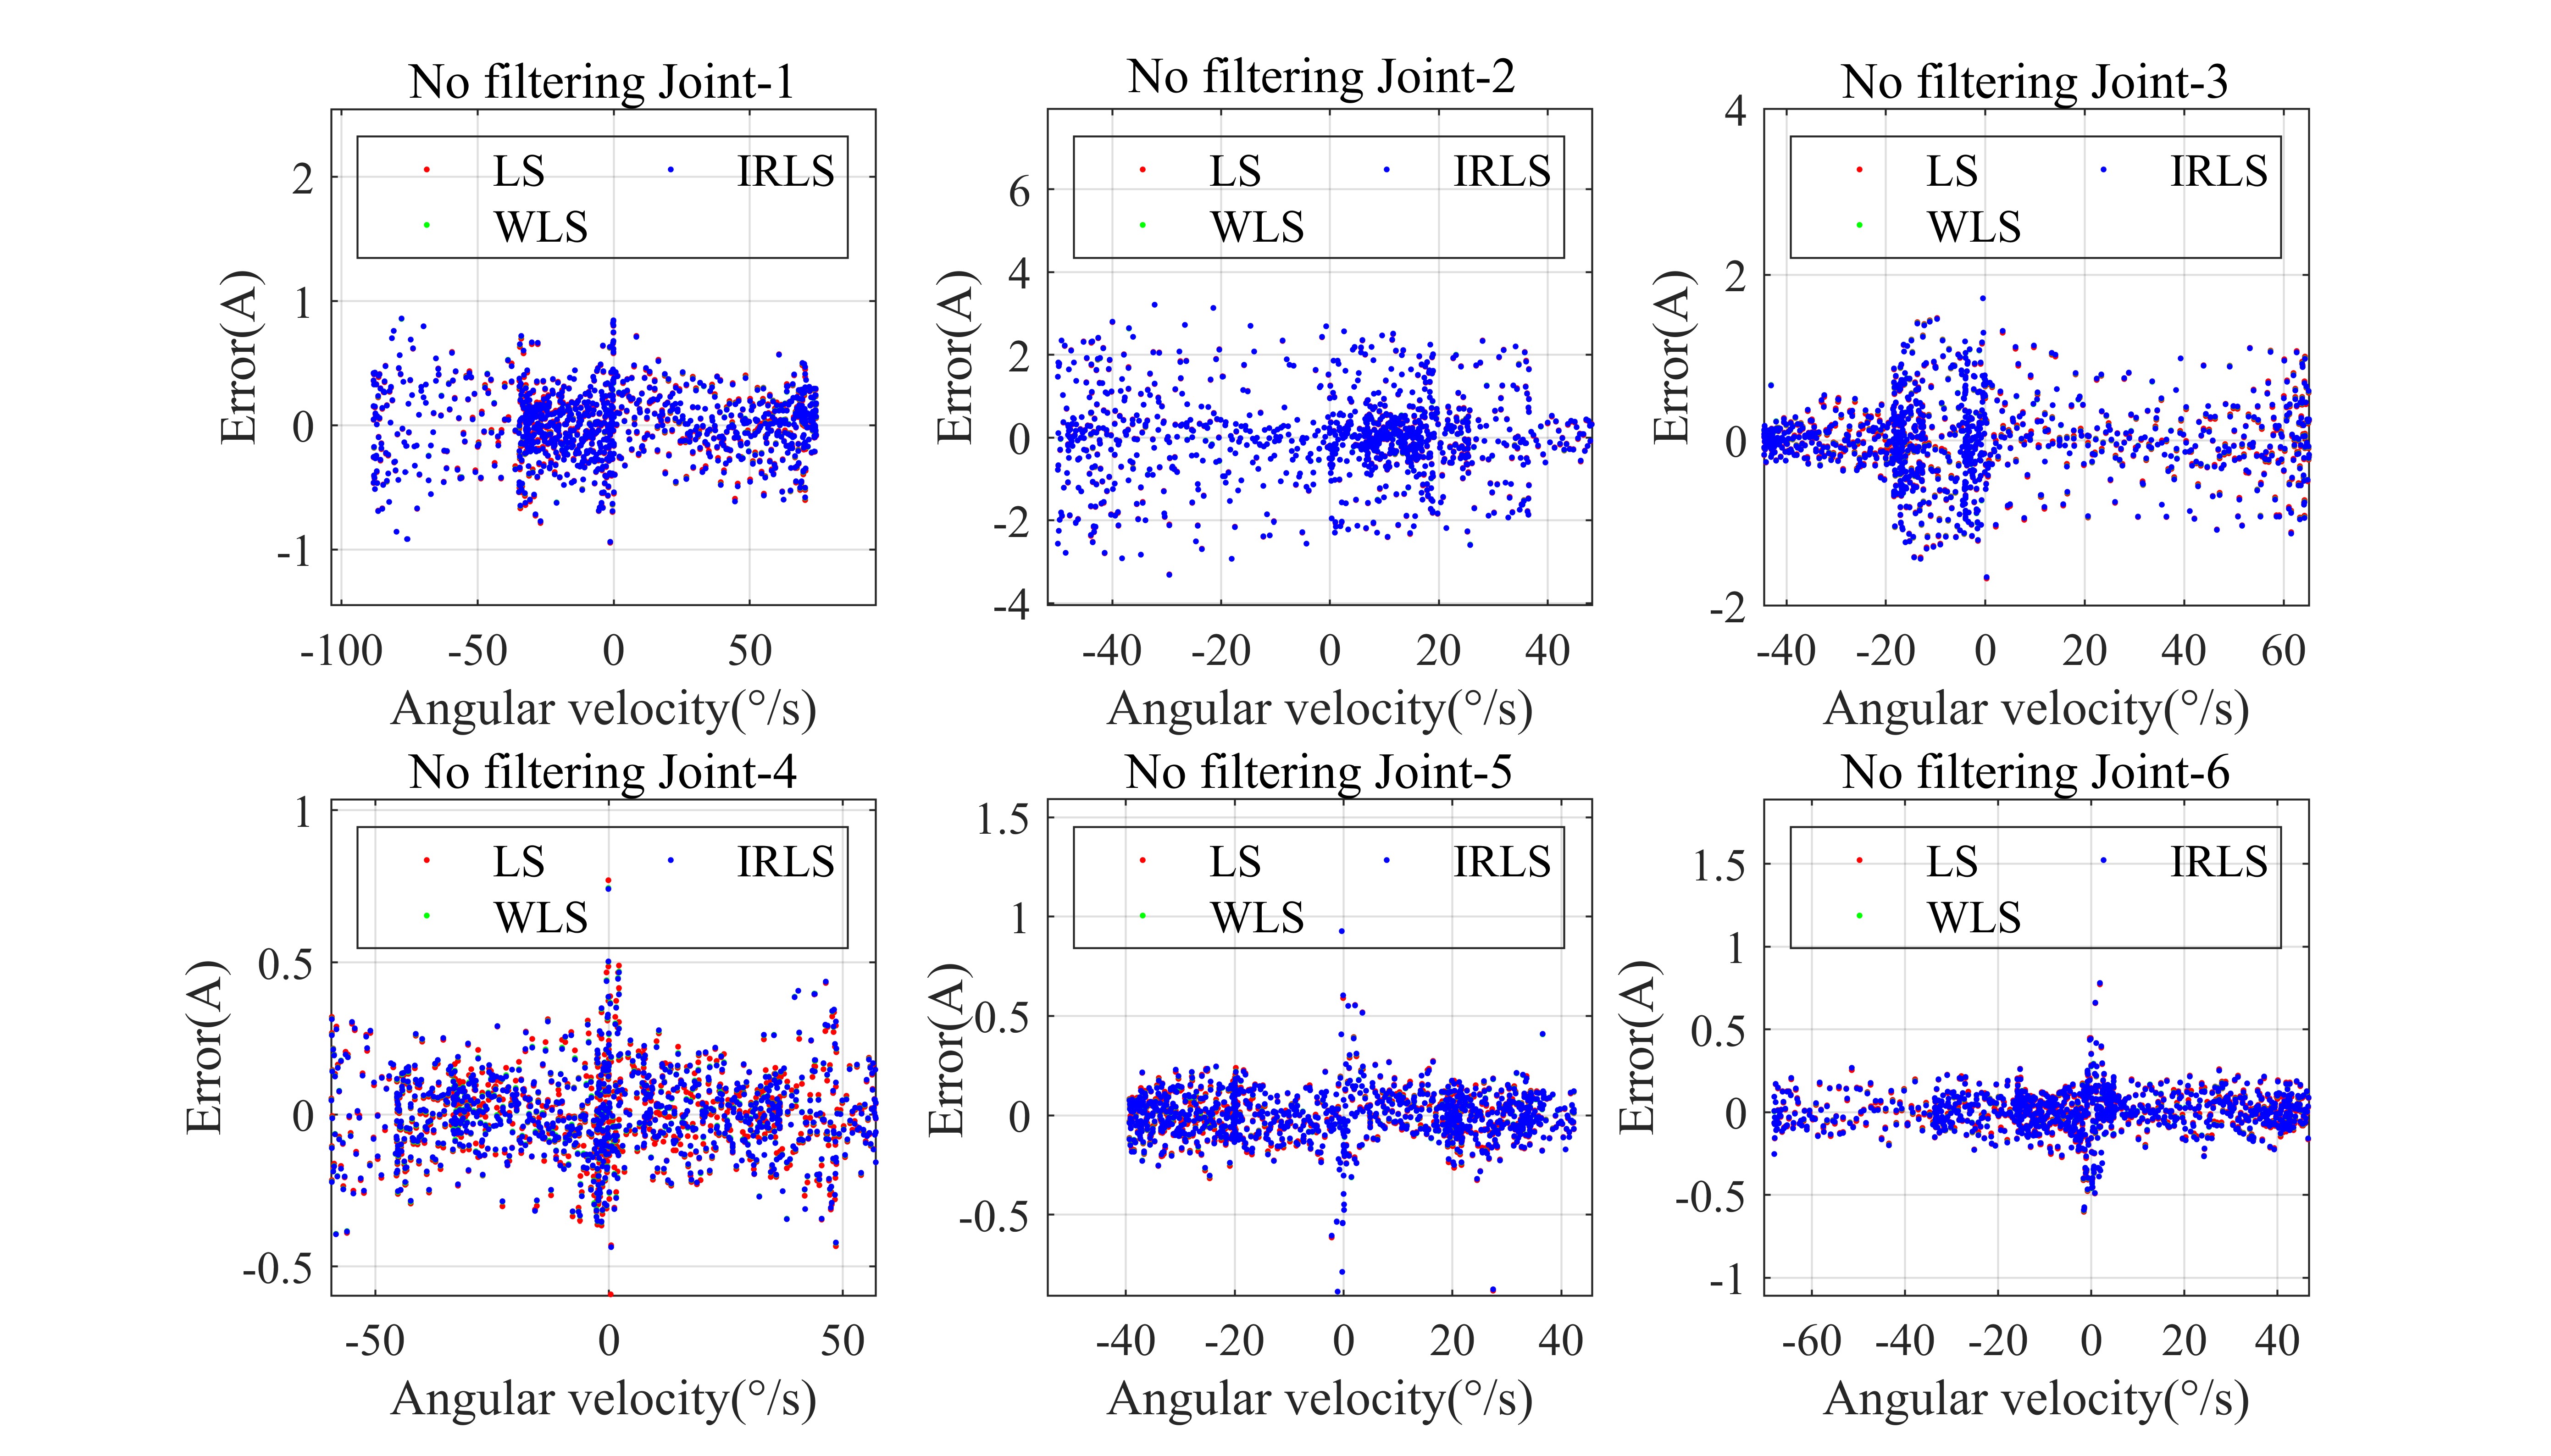 No filtering Joint-1
LS
IRLS
WLS
2
1
0
-1
Error(A)
-100
-50
0
50
Angular velocity(°/s)
No filtering Joint-2
LS
IRLS
WLS
6
4
2
0
-2
-4
Error(A)
-40
-20
0
20
40
Angular velocity(°/s)
No filtering Joint-3
LS
IRLS
WLS
4
2
0
-2
Error(A)
-40
-20
0
20
40
60
Angular velocity(°/s)
No filtering Joint-4
LS
IRLS
WLS
1
0.5
0
-0.5
Error(A)
-50
0
50
Angular velocity(°/s)
No filtering Joint-5
LS
IRLS
WLS
1.5
1
0.5
0
-0.5
Error(A)
-40
-20
0
20
40
Angular velocity(°/s)
No filtering Joint-6
LS
IRLS
WLS
1.5
1
0.5
0
-0.5
-1
Error(A)
-60
-40
-20
0
20
40
Angular velocity(°/s)